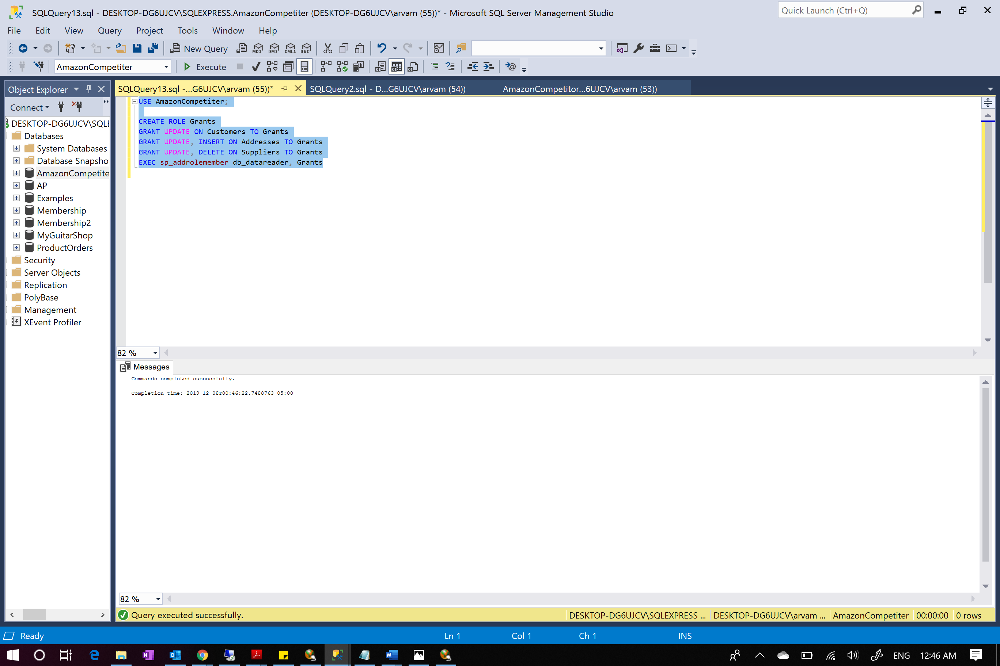 SQLQuery13.sql - DESKTOP-DG6UJCV\SQLEXPRESS.AmazonCompetiter (DESKTOP-DG6UJCV\arvam (55))* - Microsoft SQL Server Management Studio
Quick Launch (Ctrl+Q)
File Edit View Query Project Tools Window Help
New Query MDX DMX XMLA DAX
AmazonCompetiter Execute
Object Explorer
SQLQuery13.sql -...G6UJCV\arvam (55))* SQLQuery2.sql - D...G6UJCV\arvam (54)) AmazonCompetitor...6UJCV\arvam (53))
Connect
DESKTOP-DG6UJCV\SQLE
Databases
System Databases
Database Snapsho
AmazonCompetite
AP
Examples
Membership
Membership2
MyGuitarShop
ProductOrders
Security
Server Objects
Replication
PolyBase
Management
XEvent Profiler
USE AmazonCompetiter;
CREATE ROLE Grants
GRANT UPDATE ON Customers TO Grants
GRANT UPDATE, INSERT ON Addresses TO Grants
GRANT UPDATE, DELETE ON Suppliers TO Grants
EXEC sp_addrolemember db_datareader, Grants
82 %
Messages
Commands completed successfully.
Completion time: 2019-12-08T00:46:22.7488763-05:00
82 %
Query executed successfully. DESKTOP-DG6UJCV\SQLEXPRESS ... DESKTOP-DG6UJCV\arvam ... AmazonCompetiter 00:00:00 0 rows
Ready Ln 1 Col 1 Ch 1 INS
ENG 12:46 AM